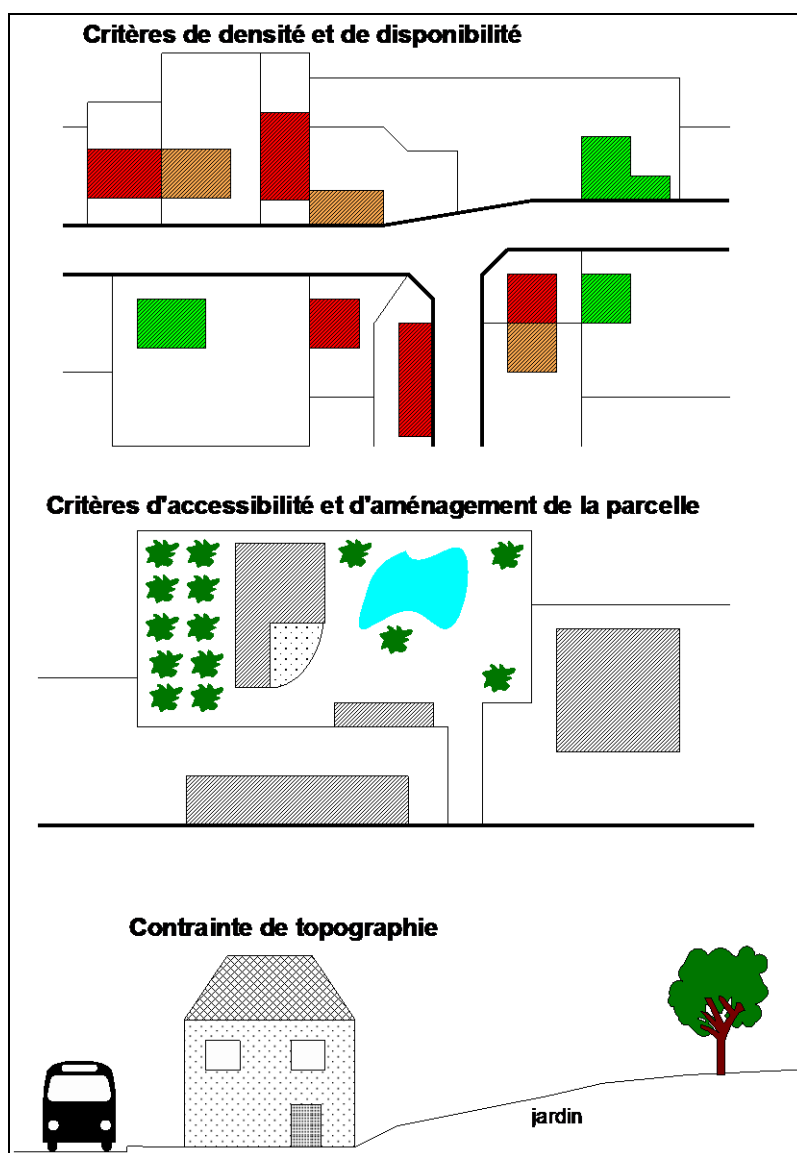 Critères de densité et de disponibilité
Critères d'accessibilité et d'aménagement de la parcelle
Contrainte de topographie
jardin